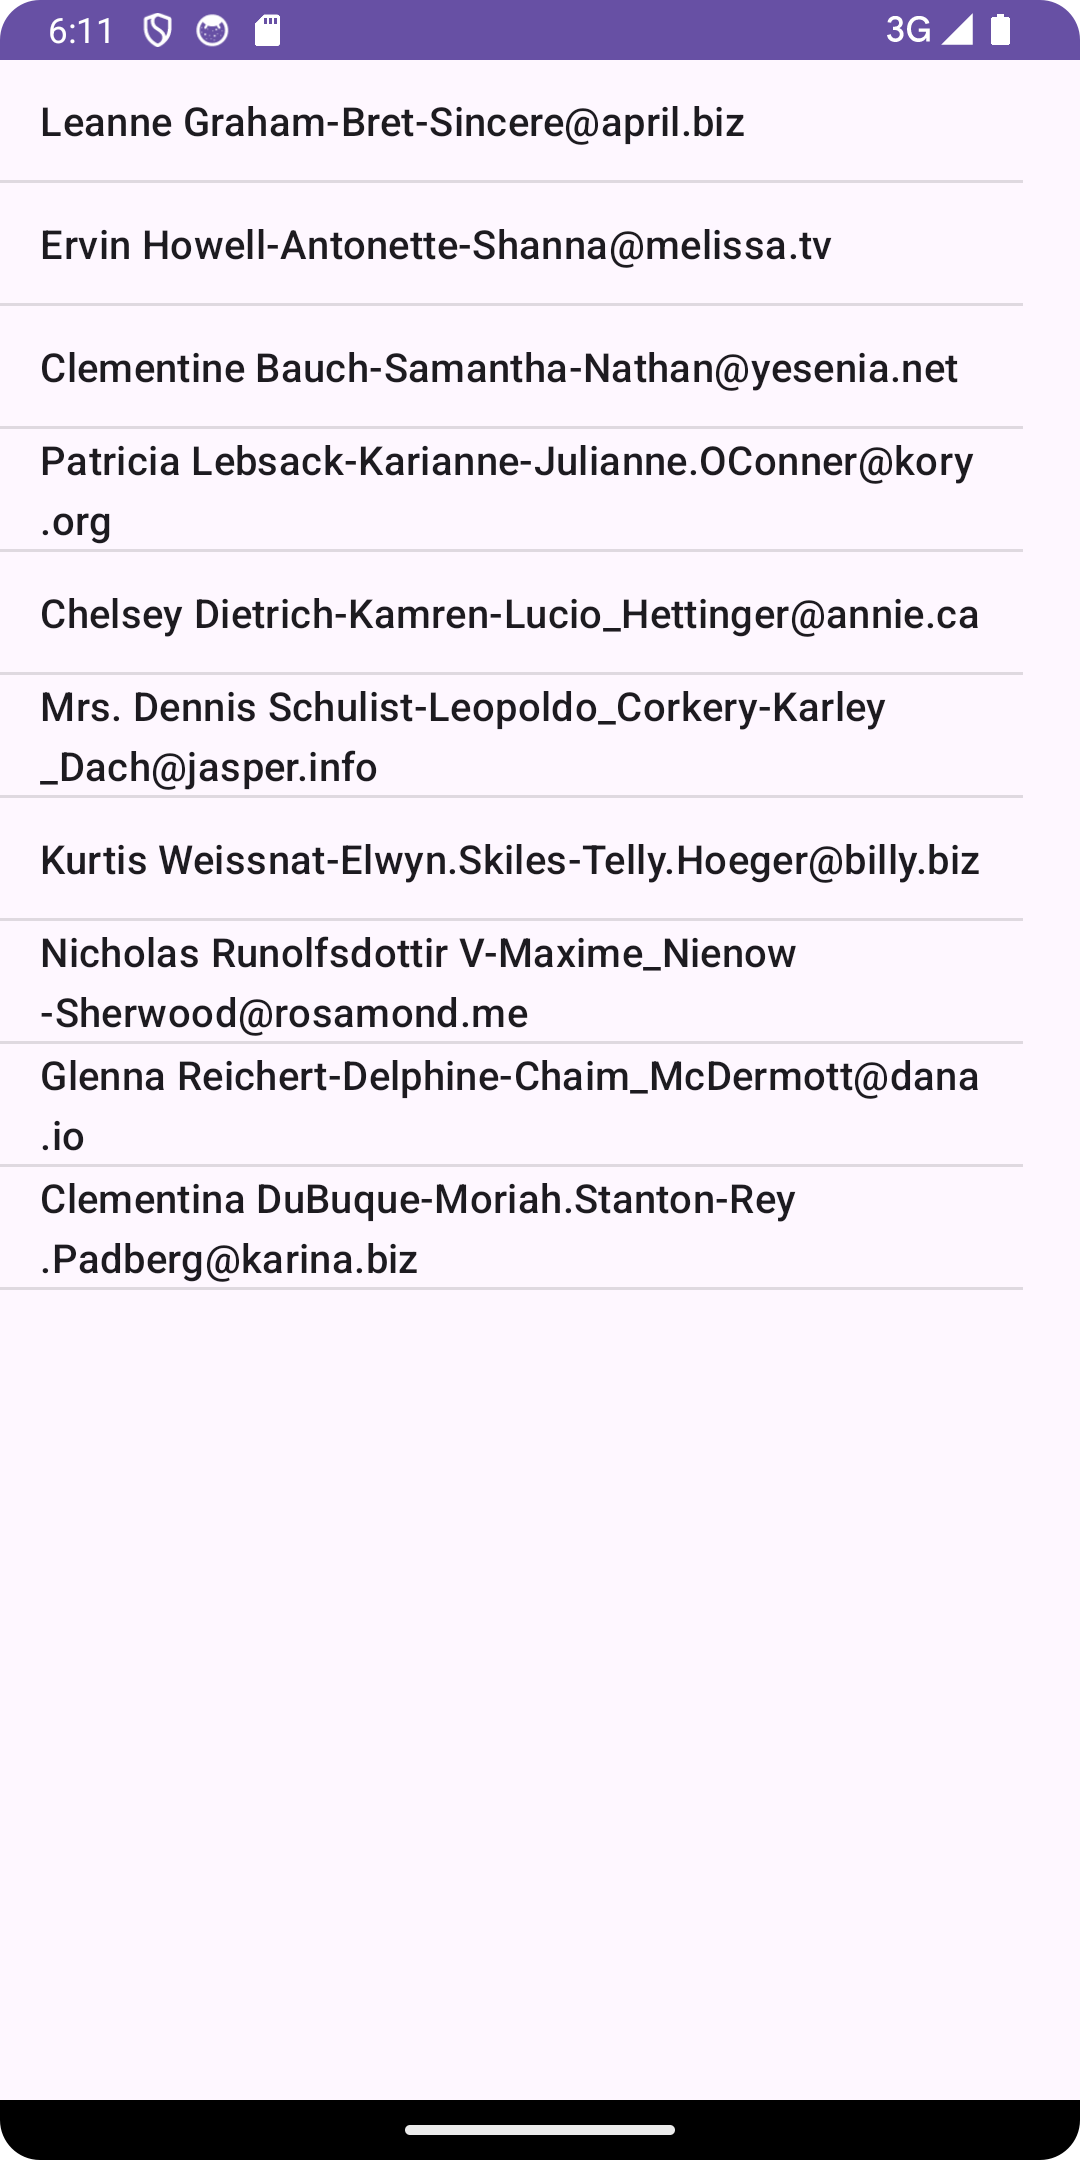 6:11
3G
Leanne Graham-Bret-Sincere@april.biz
Ervin Howell-Antonette-Shanna@melissa.tv
Clementine Bauch-Samantha-Nathan@yesenia.net
Patricia Lebsack-Karianne-Julianne.OConner@kory
.org
Chelsey Dietrich-Kamren-Lucio_Hettinger@annie.ca
Mrs. Dennis Schulist-Leopoldo_Corkery-Karley
_Dach@jasper.info
Kurtis Weissnat-Elwyn.Skiles-Telly.Hoeger@billy.biz
Nicholas Runolfsdottir V-Maxime_Nienow
-Sherwood@rosamond.me
Glenna Reichert-Delphine-Chaim_McDermott@dana
.io
Clementina DuBuque-Moriah.Stanton-Rey
.Padberg@karina.biz